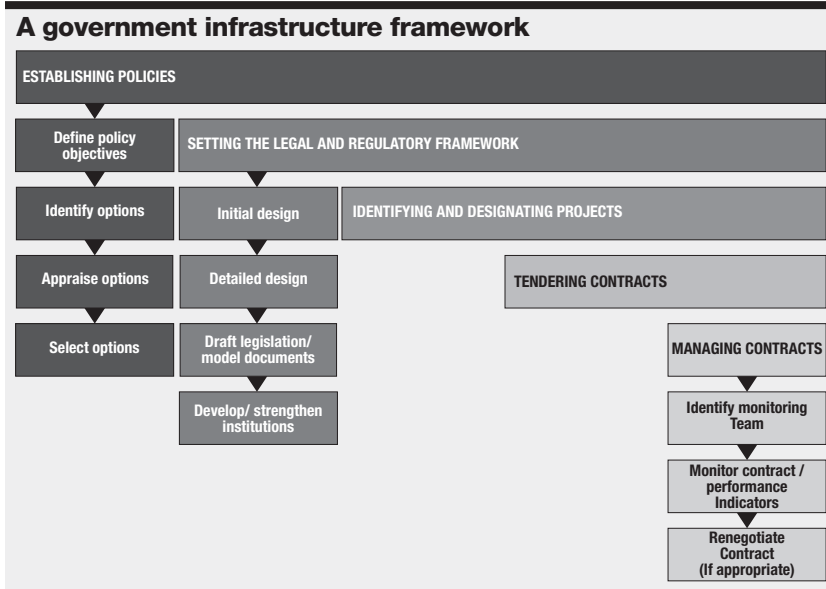 A government infrastructure framework
ESTABLISHING POLICIES
Define policy
objectives
SETTING THE LEGAL AND REGULATORY FRAMEWORK
Identify options
Initial design
IDENTIFYING AND DESIGNATING PROJECTS
Appraise options
Detailed design
TENDERING CONTRACTS
Select options
Draft legislation/
model documents
MANAGING CONTRACTS
Develop/ strengthen
institutions
Identify monitoring
Team
Monitor contract /
performance
Indicators
Renegotiate
Contract
(If appropriate)